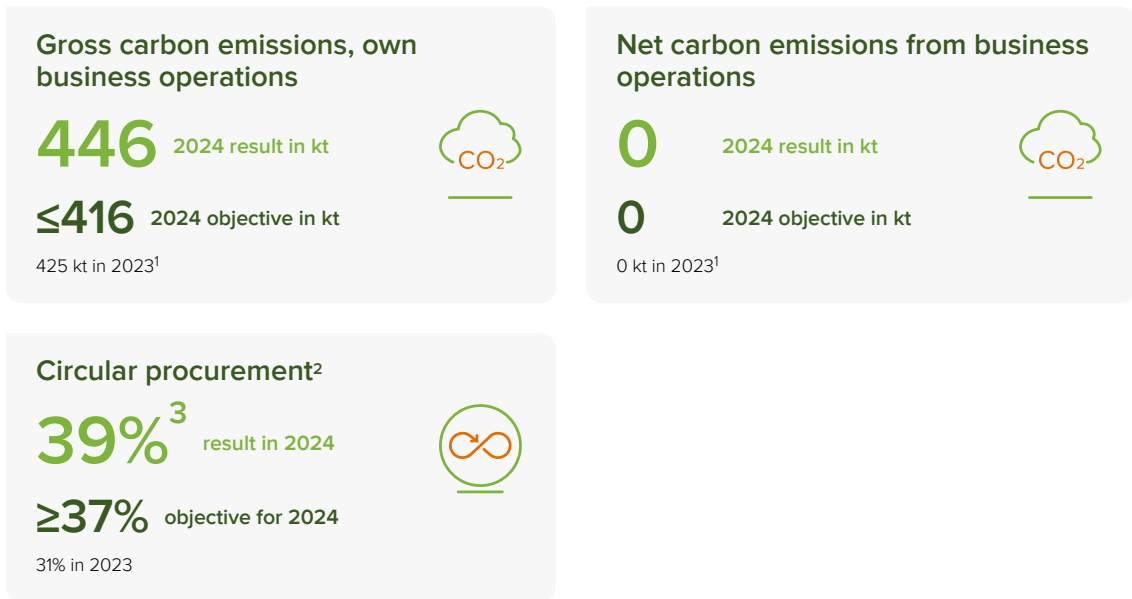 Gross carbon emissions, own
business operations
446 2024 result in kt
CO₂
≤416 2024 objective in kt
425 kt in 2023¹
Net carbon emissions from business
operations
0 2024 result in kt
CO₂
0 2024 objective in kt
0 kt in 2023¹
Circular procurement²
39%³ result in 2024
≥37% objective for 2024
31% in 2023